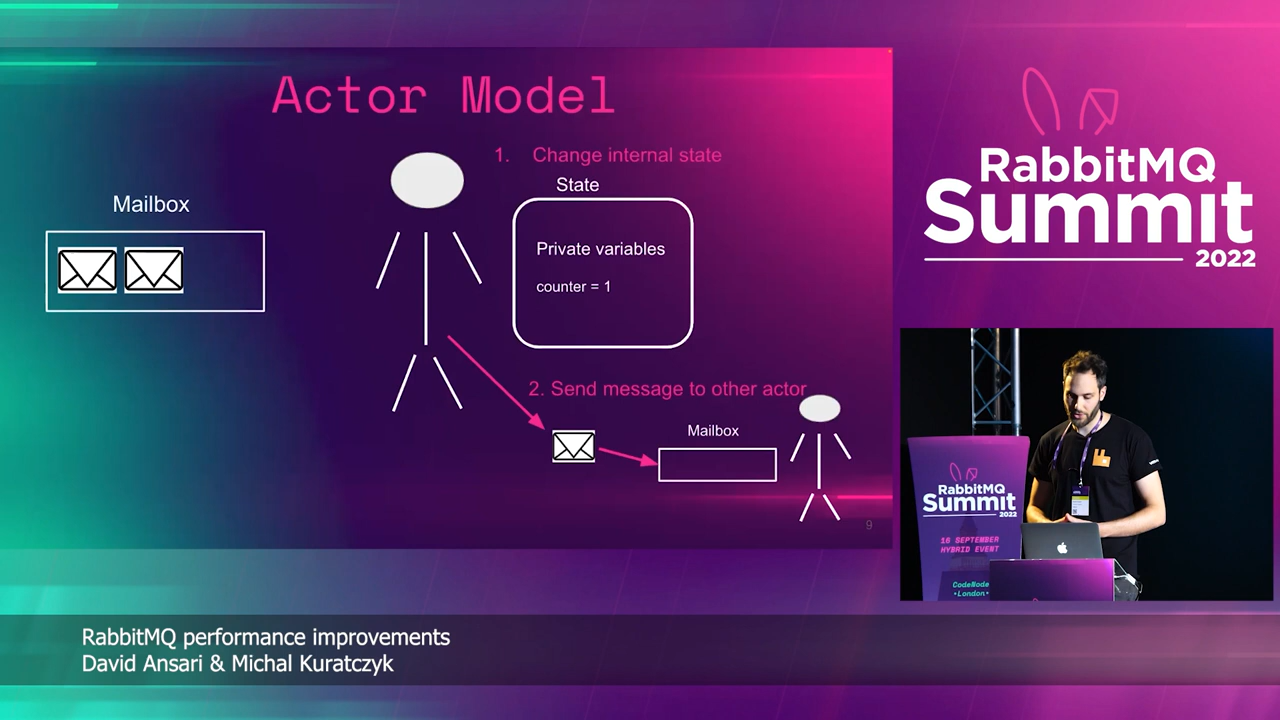 Actor Model
1. Change internal state
State
Mailbox
Private variables
counter = 1
2. Send message to other actor
Mailbox
9
RabbitMQ
Summit
2022
RabbitMQ
Summit
2022
16 SEPTEMBER
HYBRID EVENT
CodeNode
•London•
RabbitMQ performance improvements
David Ansari & Michal Kuratczyk